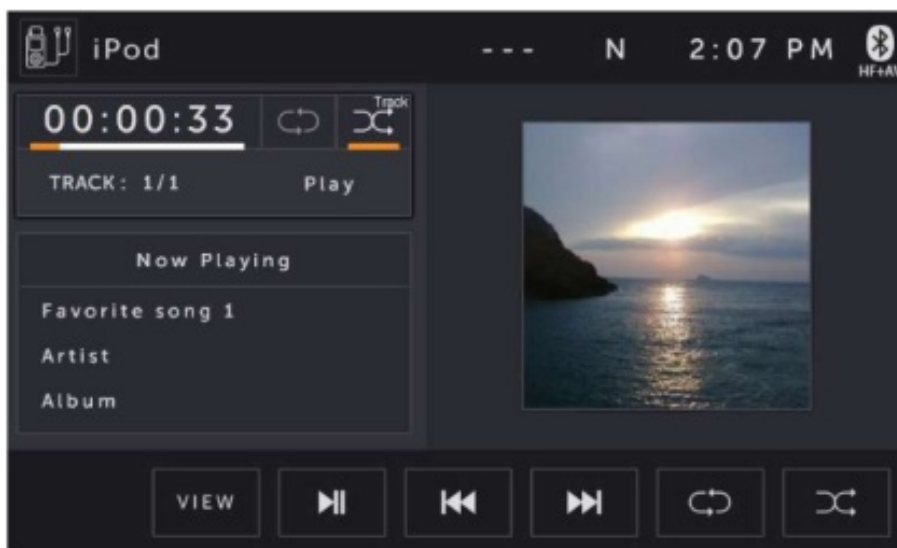 iPod --- N 2:07 PM
HF+AV
00:00:33 Track
TRACK: 1/1 Play
Now Playing
Favorite song 1
Artist
Album
VIEW